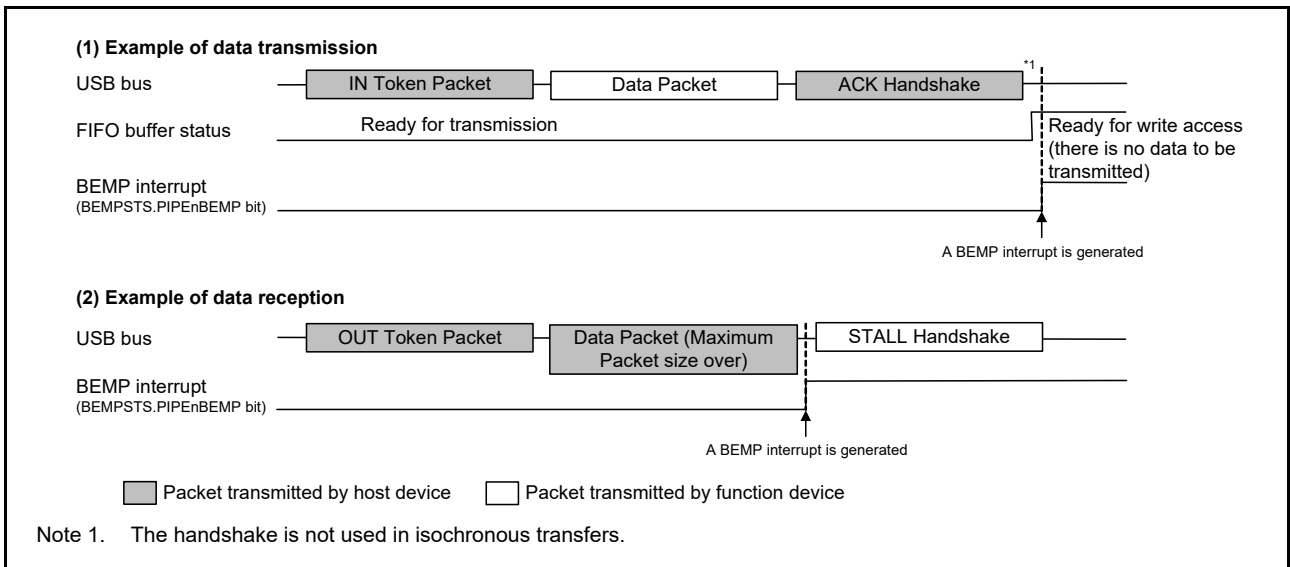 (1) Example of data transmission
USB bus
IN Token Packet
Data Packet
ACK Handshake
*1
FIFO buffer status
Ready for transmission
Ready for write access
(there is no data to be
transmitted)
BEMP interrupt
(BEMPSTS.PIPEnBEMP bit)
A BEMP interrupt is generated
(2) Example of data reception
USB bus
OUT Token Packet
Data Packet (Maximum
Packet size over)
STALL Handshake
BEMP interrupt
(BEMPSTS.PIPEnBEMP bit)
A BEMP interrupt is generated
Packet transmitted by host device
Packet transmitted by function device
Note 1. The handshake is not used in isochronous transfers.